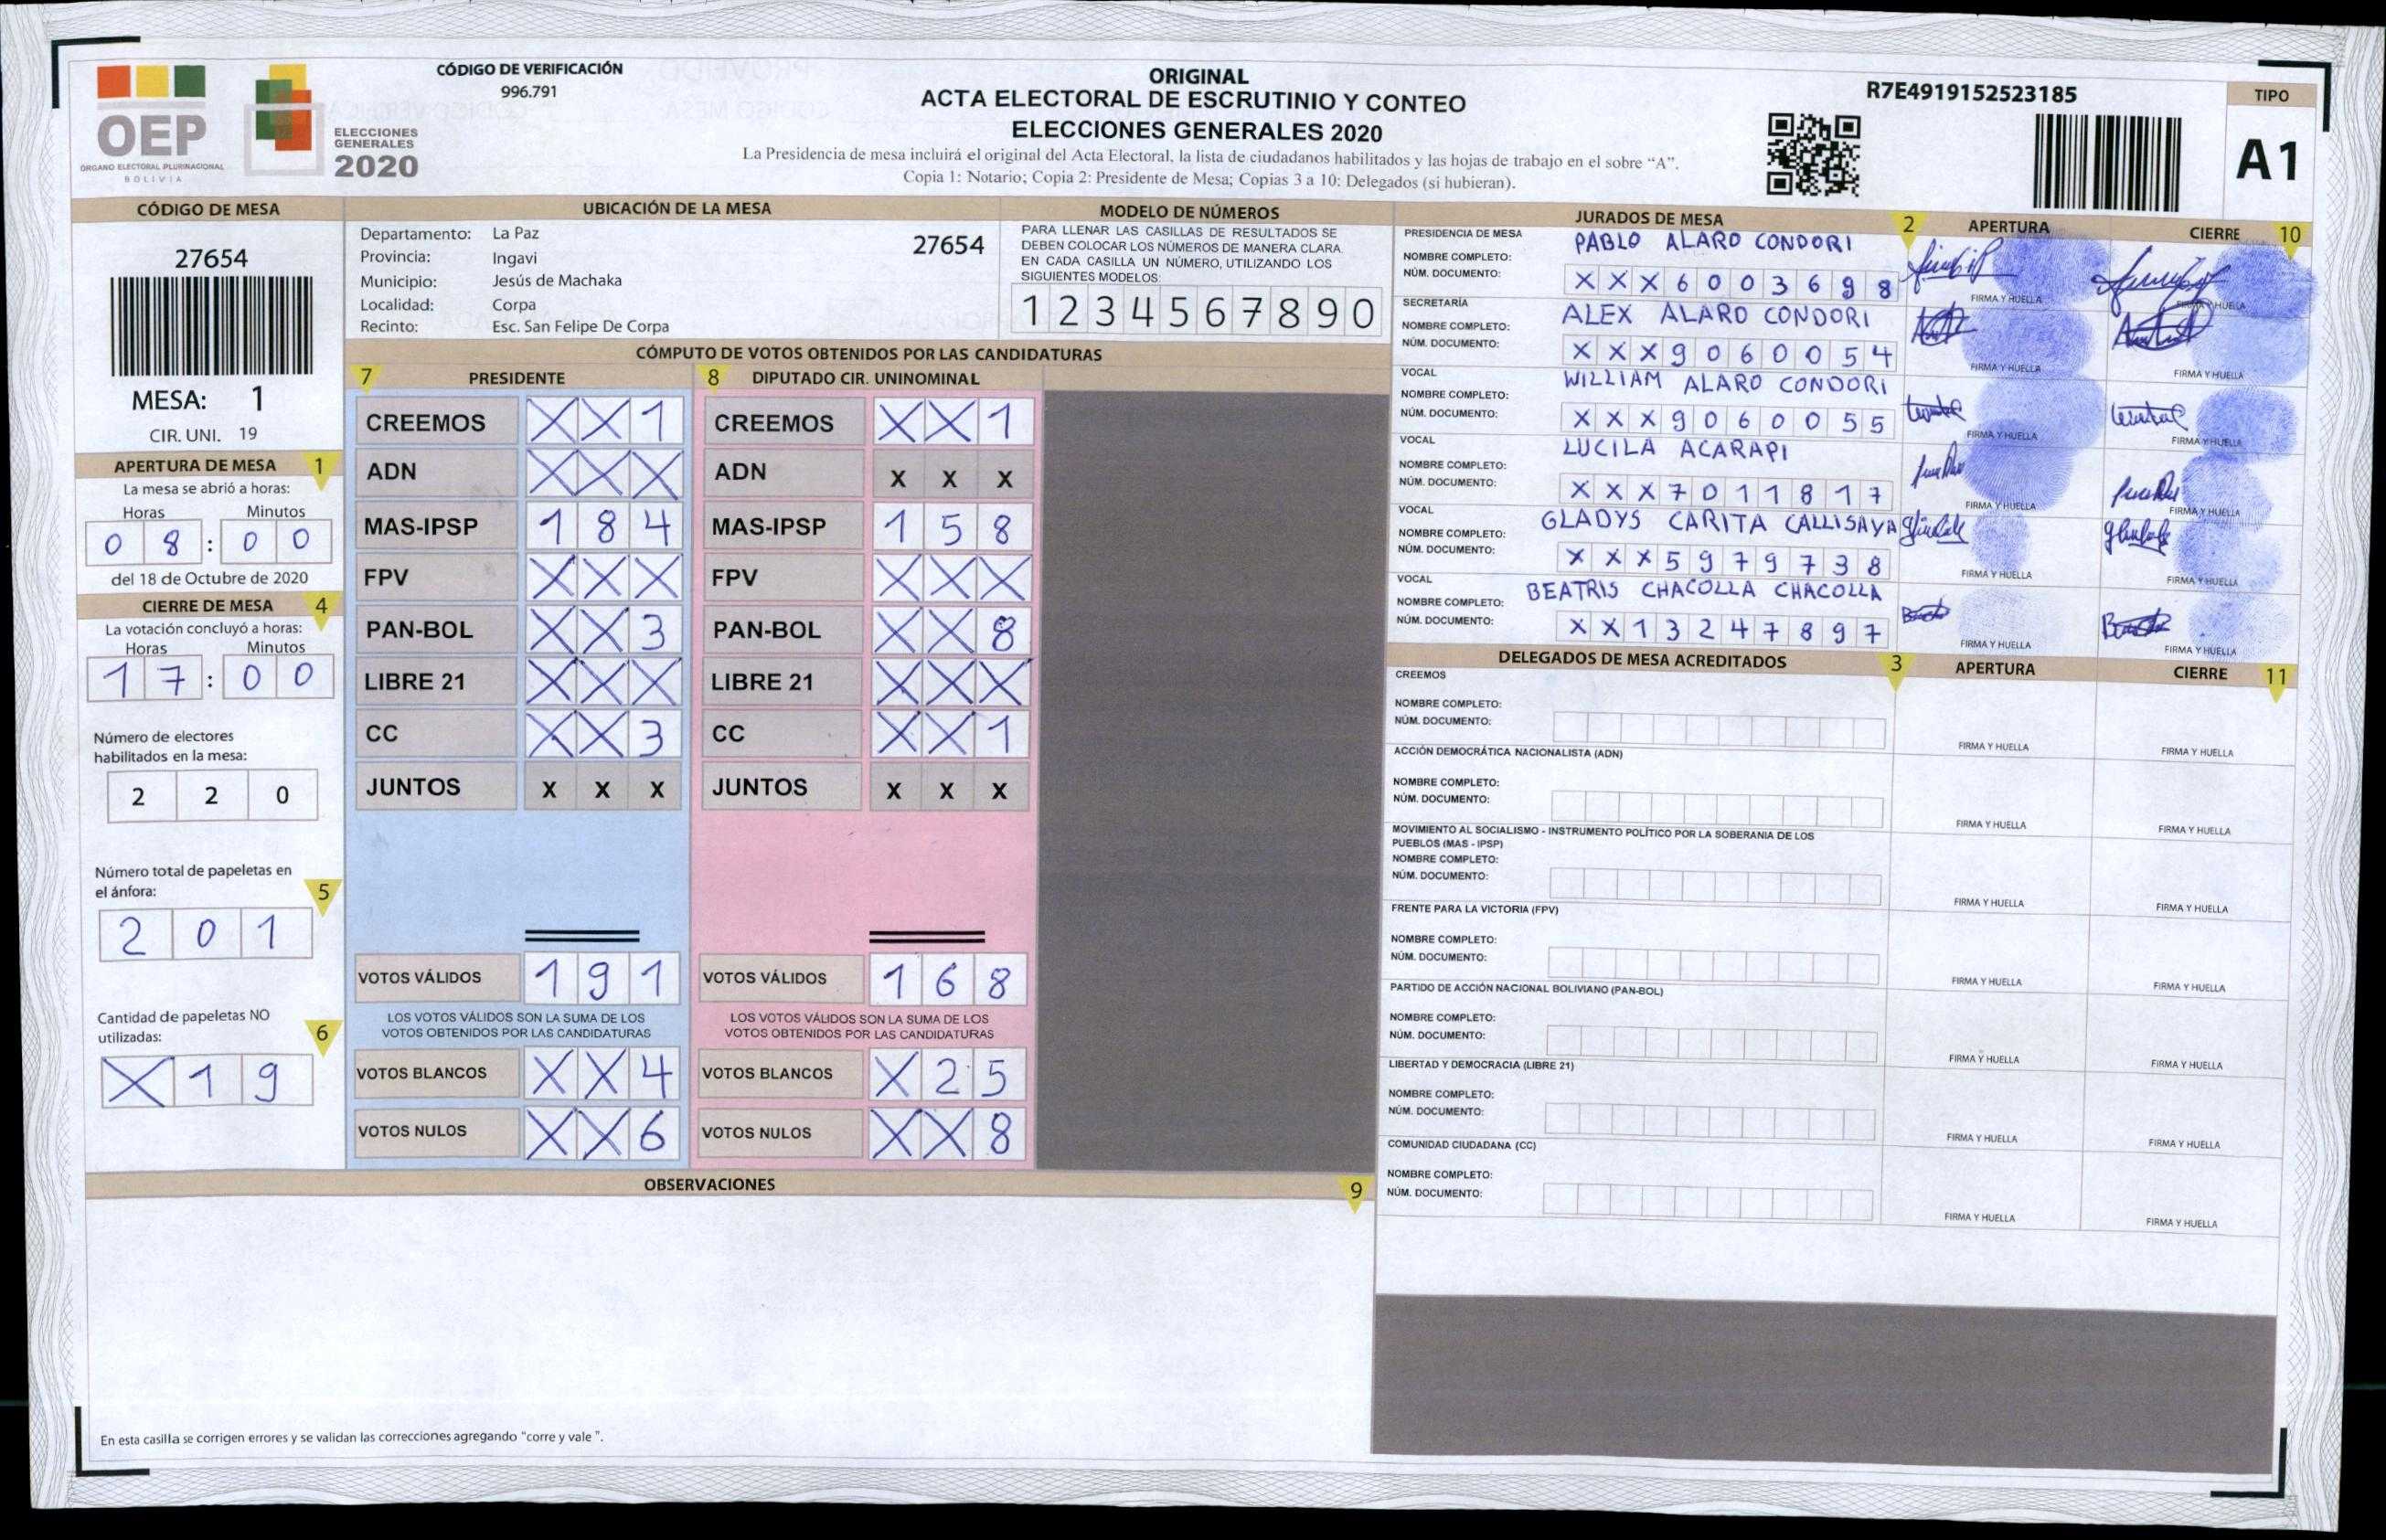 OEP
ÓRGANO ELECTORAL PLURINACIONAL
BOLIVIA
ELECCIONES
GENERALES
2020
CÓDIGO DE VERIFICACIÓN
996.791
ORIGINAL
ACTA ELECTORAL DE ESCRUTINIO Y CONTEO
ELECCIONES GENERALES 2020
La Presidencia de mesa incluirá el original del Acta Electoral, la lista de ciudadanos habilitados y las hojas de trabajo en el sobre “A”.
Copia 1: Notario; Copia 2: Presidente de Mesa; Copias 3 a 10: Delegados (si hubieran).
R7E4919152523185
TIPO
A1
CÓDIGO DE MESA
27654
MESA: 1
CIR. UNI. 19
APERTURA DE MESA 1
La mesa se abrió a horas:
Horas Minutos
0 8 : 0 0
del 18 de Octubre de 2020
CIERRE DE MESA 4
La votación concluyó a horas:
Horas Minutos
1 7 : 0 0
Número de electores
habilitados en la mesa:
2 2 0
Número total de papeletas en
el ánfora: 5
2 0 1
Cantidad de papeletas NO
utilizadas: 6
X 1 9
UBICACIÓN DE LA MESA
Departamento: La Paz 27654
Provincia: Ingavi
Municipio: Jesús de Machaka
Localidad: Corpa
Recinto: Esc. San Felipe De Corpa
MODELO DE NÚMEROS
PARA LLENAR LAS CASILLAS DE RESULTADOS SE
DEBEN COLOCAR LOS NÚMEROS DE MANERA CLARA.
EN CADA CASILLA UN NÚMERO, UTILIZANDO LOS
SIGUIENTES MODELOS:
1 2 3 4 5 6 7 8 9 0
CÓMPUTO DE VOTOS OBTENIDOS POR LAS CANDIDATURAS
7 PRESIDENTE
CREEMOS X X 1
ADN X X X
MAS-IPSP 1 8 4
FPV X X X
PAN-BOL X X 3
LIBRE 21 X X X
CC X X 3
JUNTOS X X X
VOTOS VÁLIDOS 1 9 1
LOS VOTOS VÁLIDOS SON LA SUMA DE LOS
VOTOS OBTENIDOS POR LAS CANDIDATURAS
VOTOS BLANCOS X X 4
VOTOS NULOS X X 6
8 DIPUTADO CIR. UNINOMINAL
CREEMOS X X 1
ADN X X X
MAS-IPSP 1 5 8
FPV X X X
PAN-BOL X X 8
LIBRE 21 X X X
CC X X 1
JUNTOS X X X
VOTOS VÁLIDOS 1 6 8
LOS VOTOS VÁLIDOS SON LA SUMA DE LOS
VOTOS OBTENIDOS POR LAS CANDIDATURAS
VOTOS BLANCOS X 2 5
VOTOS NULOS X X 8
OBSERVACIONES 9
En esta casilla se corrigen errores y se validan las correcciones agregando "corre y vale ".
JURADOS DE MESA 2 APERTURA CIERRE 10
PRESIDENCIA DE MESA
NOMBRE COMPLETO: PABLO ALARO CONDORI
NÚM. DOCUMENTO: X X X 6 0 0 3 6 9 8
FIRMA Y HUELLA FIRMA Y HUELLA
SECRETARÍA
NOMBRE COMPLETO: ALEX ALARO CONDORI
NÚM. DOCUMENTO: X X X 9 0 6 0 0 5 4
FIRMA Y HUELLA FIRMA Y HUELLA
VOCAL
NOMBRE COMPLETO: WILLIAM ALARO CONDORI
NÚM. DOCUMENTO: X X X 9 0 6 0 0 5 5
FIRMA Y HUELLA FIRMA Y HUELLA
VOCAL
NOMBRE COMPLETO: LUCILA ACARAPI
NÚM. DOCUMENTO: X X X 7 0 1 1 8 1 7
FIRMA Y HUELLA FIRMA Y HUELLA
VOCAL
NOMBRE COMPLETO: GLADYS CARITA CALLISAYA
NÚM. DOCUMENTO: X X X 5 9 7 9 7 3 8
FIRMA Y HUELLA FIRMA Y HUELLA
VOCAL
NOMBRE COMPLETO: BEATRIS CHACOLLA CHACOLLA
NÚM. DOCUMENTO: X X 1 3 2 4 7 8 9 7
FIRMA Y HUELLA FIRMA Y HUELLA
DELEGADOS DE MESA ACREDITADOS 3 APERTURA CIERRE 11
CREEMOS
NOMBRE COMPLETO:
NÚM. DOCUMENTO:
FIRMA Y HUELLA FIRMA Y HUELLA
ACCIÓN DEMOCRÁTICA NACIONALISTA (ADN)
NOMBRE COMPLETO:
NÚM. DOCUMENTO:
FIRMA Y HUELLA FIRMA Y HUELLA
MOVIMIENTO AL SOCIALISMO - INSTRUMENTO POLÍTICO POR LA SOBERANIA DE LOS
PUEBLOS (MAS - IPSP)
NOMBRE COMPLETO:
NÚM. DOCUMENTO:
FIRMA Y HUELLA FIRMA Y HUELLA
FRENTE PARA LA VICTORIA (FPV)
NOMBRE COMPLETO:
NÚM. DOCUMENTO:
FIRMA Y HUELLA FIRMA Y HUELLA
PARTIDO DE ACCIÓN NACIONAL BOLIVIANO (PAN-BOL)
NOMBRE COMPLETO:
NÚM. DOCUMENTO:
FIRMA Y HUELLA FIRMA Y HUELLA
LIBERTAD Y DEMOCRACIA (LIBRE 21)
NOMBRE COMPLETO:
NÚM. DOCUMENTO:
FIRMA Y HUELLA FIRMA Y HUELLA
COMUNIDAD CIUDADANA (CC)
NOMBRE COMPLETO:
NÚM. DOCUMENTO:
FIRMA Y HUELLA FIRMA Y HUELLA